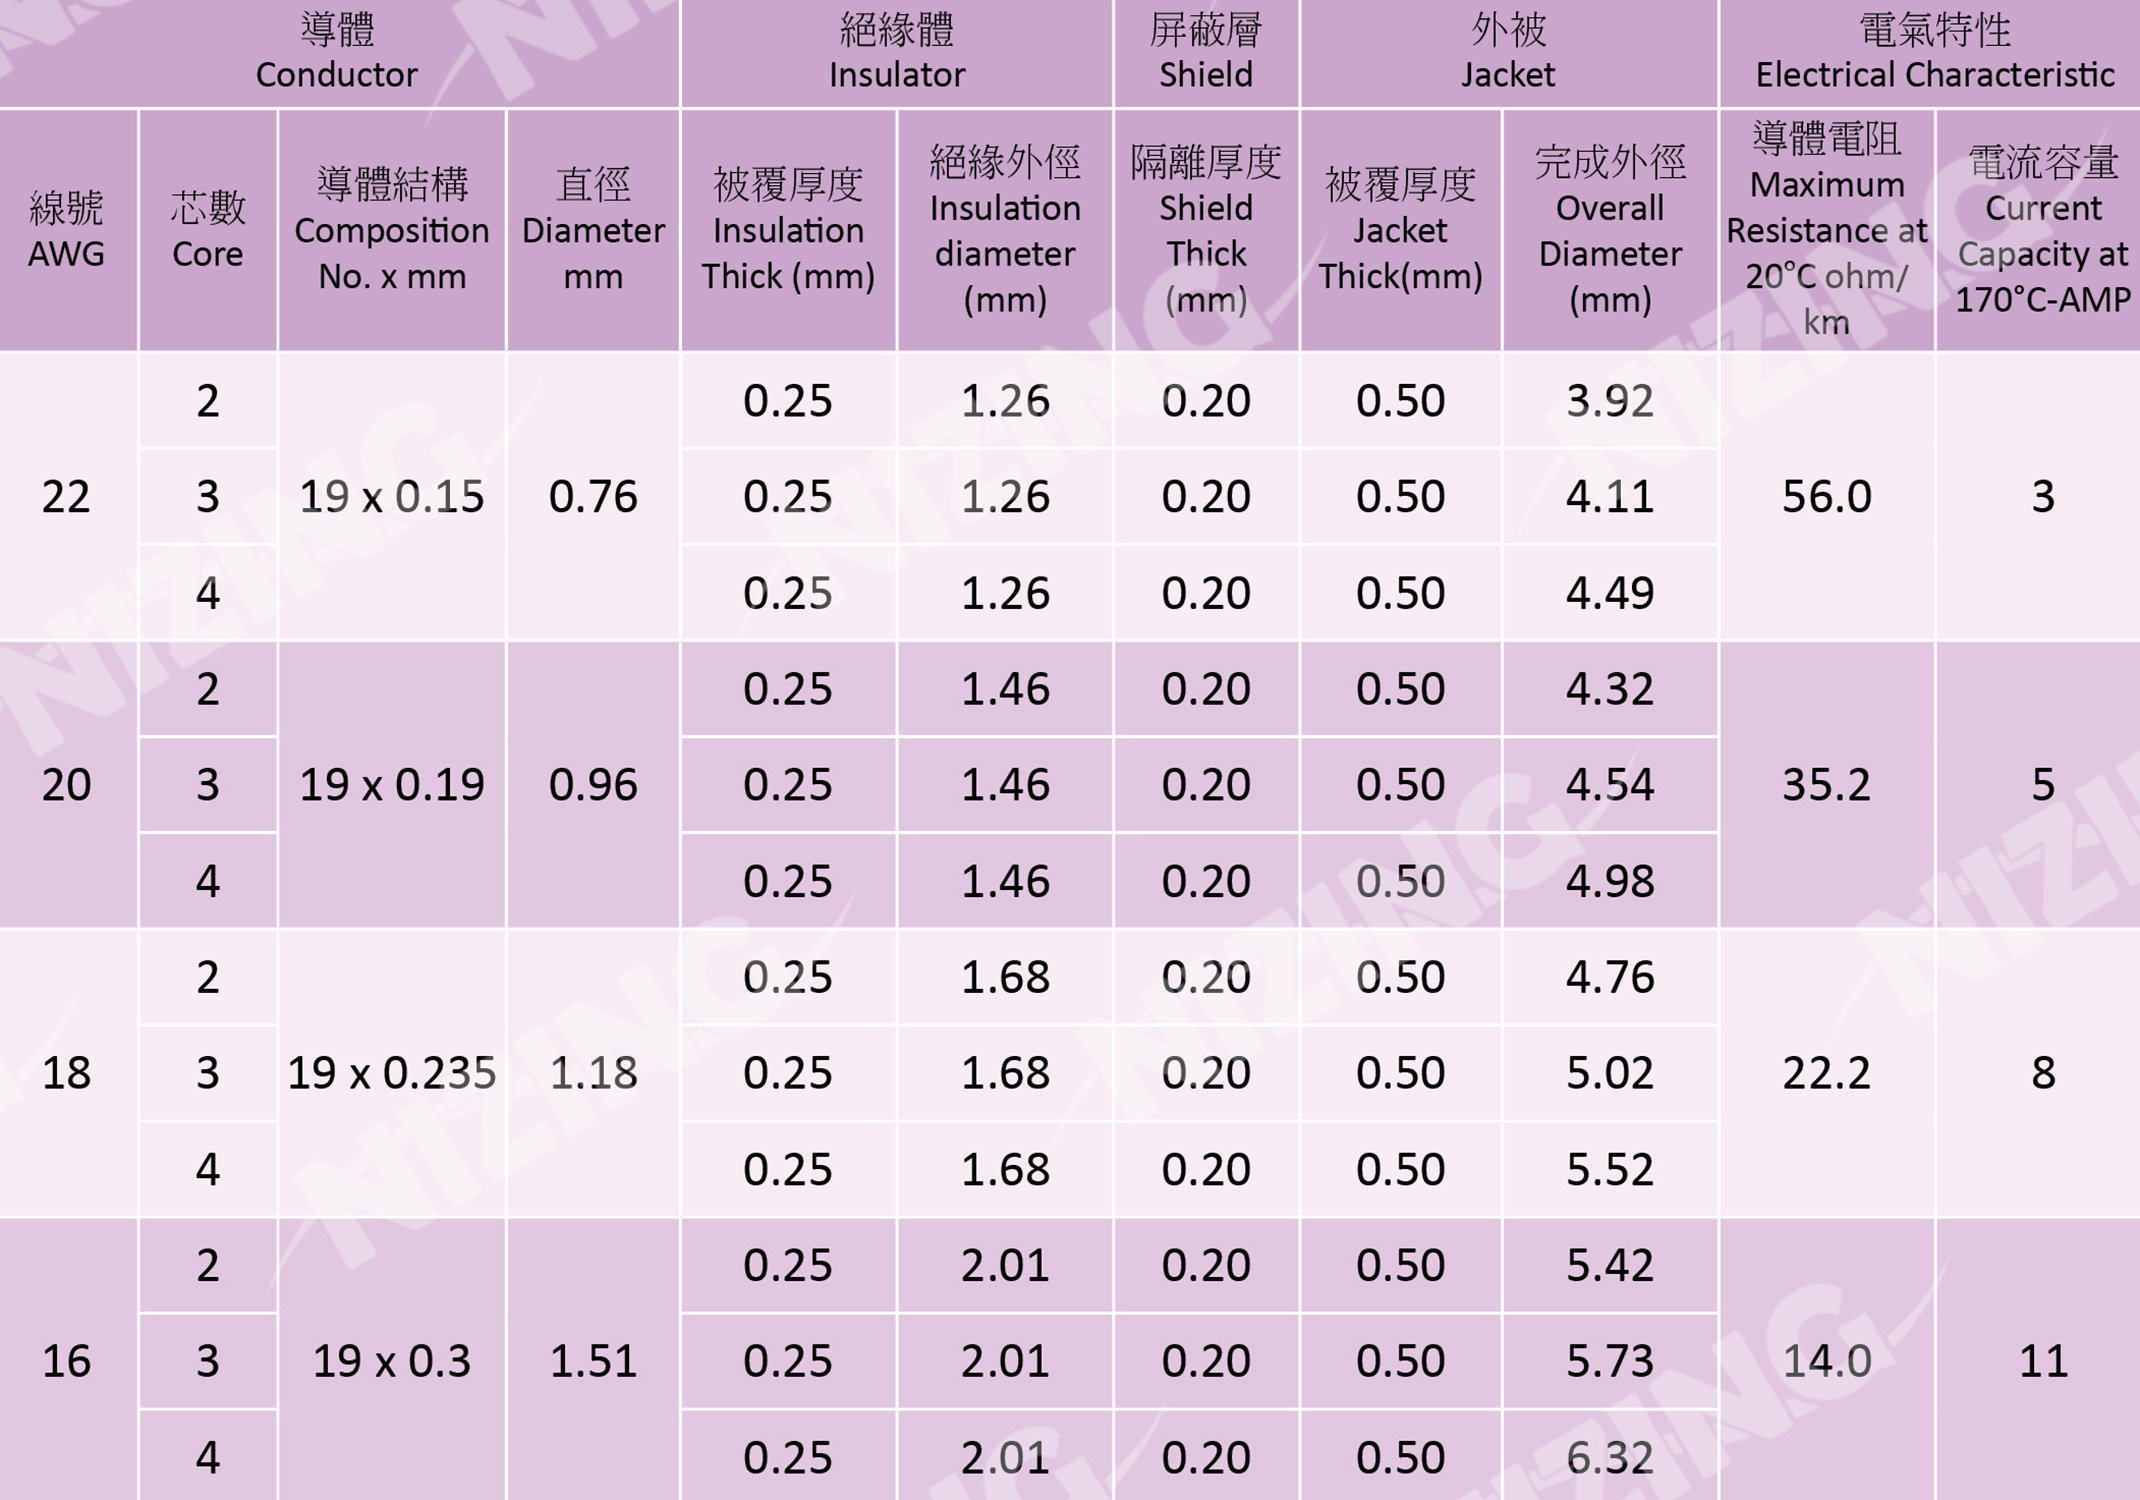 導體 絕緣體 屏蔽層 外被 電氣特性
Conductor Insulator Shield Jacket Electrical Characteristic
線號
AWG
芯數
Core
導體結構
Composition
No. x mm
直徑
Diameter
mm
被覆厚度
Insulation
Thick (mm)
絕緣外徑
Insulation
diameter
(mm)
隔離厚度
Shield
Thick
(mm)
被覆厚度
Jacket
Thick(mm)
完成外徑
Overall
Diameter
(mm)
導體電阻
Maximum
Resistance at
20°C ohm/
km
電流容量
Current
Capacity at
170°C-AMP
2 0.25 1.26 0.20 0.50 3.92
22 3 19 x 0.15 0.76 0.25 1.26 0.20 0.50 4.11 56.0 3
4 0.25 1.26 0.20 0.50 4.49
2 0.25 1.46 0.20 0.50 4.32
20 3 19 x 0.19 0.96 0.25 1.46 0.20 0.50 4.54 35.2 5
4 0.25 1.46 0.20 0.50 4.98
2 0.25 1.68 0.20 0.50 4.76
18 3 19 x 0.235 1.18 0.25 1.68 0.20 0.50 5.02 22.2 8
4 0.25 1.68 0.20 0.50 5.52
2 0.25 2.01 0.20 0.50 5.42
16 3 19 x 0.3 1.51 0.25 2.01 0.20 0.50 5.73 14.0 11
4 0.25 2.01 0.20 0.50 6.32
NIZING
NIZING
NIZING
NIZING
NIZING
NIZING